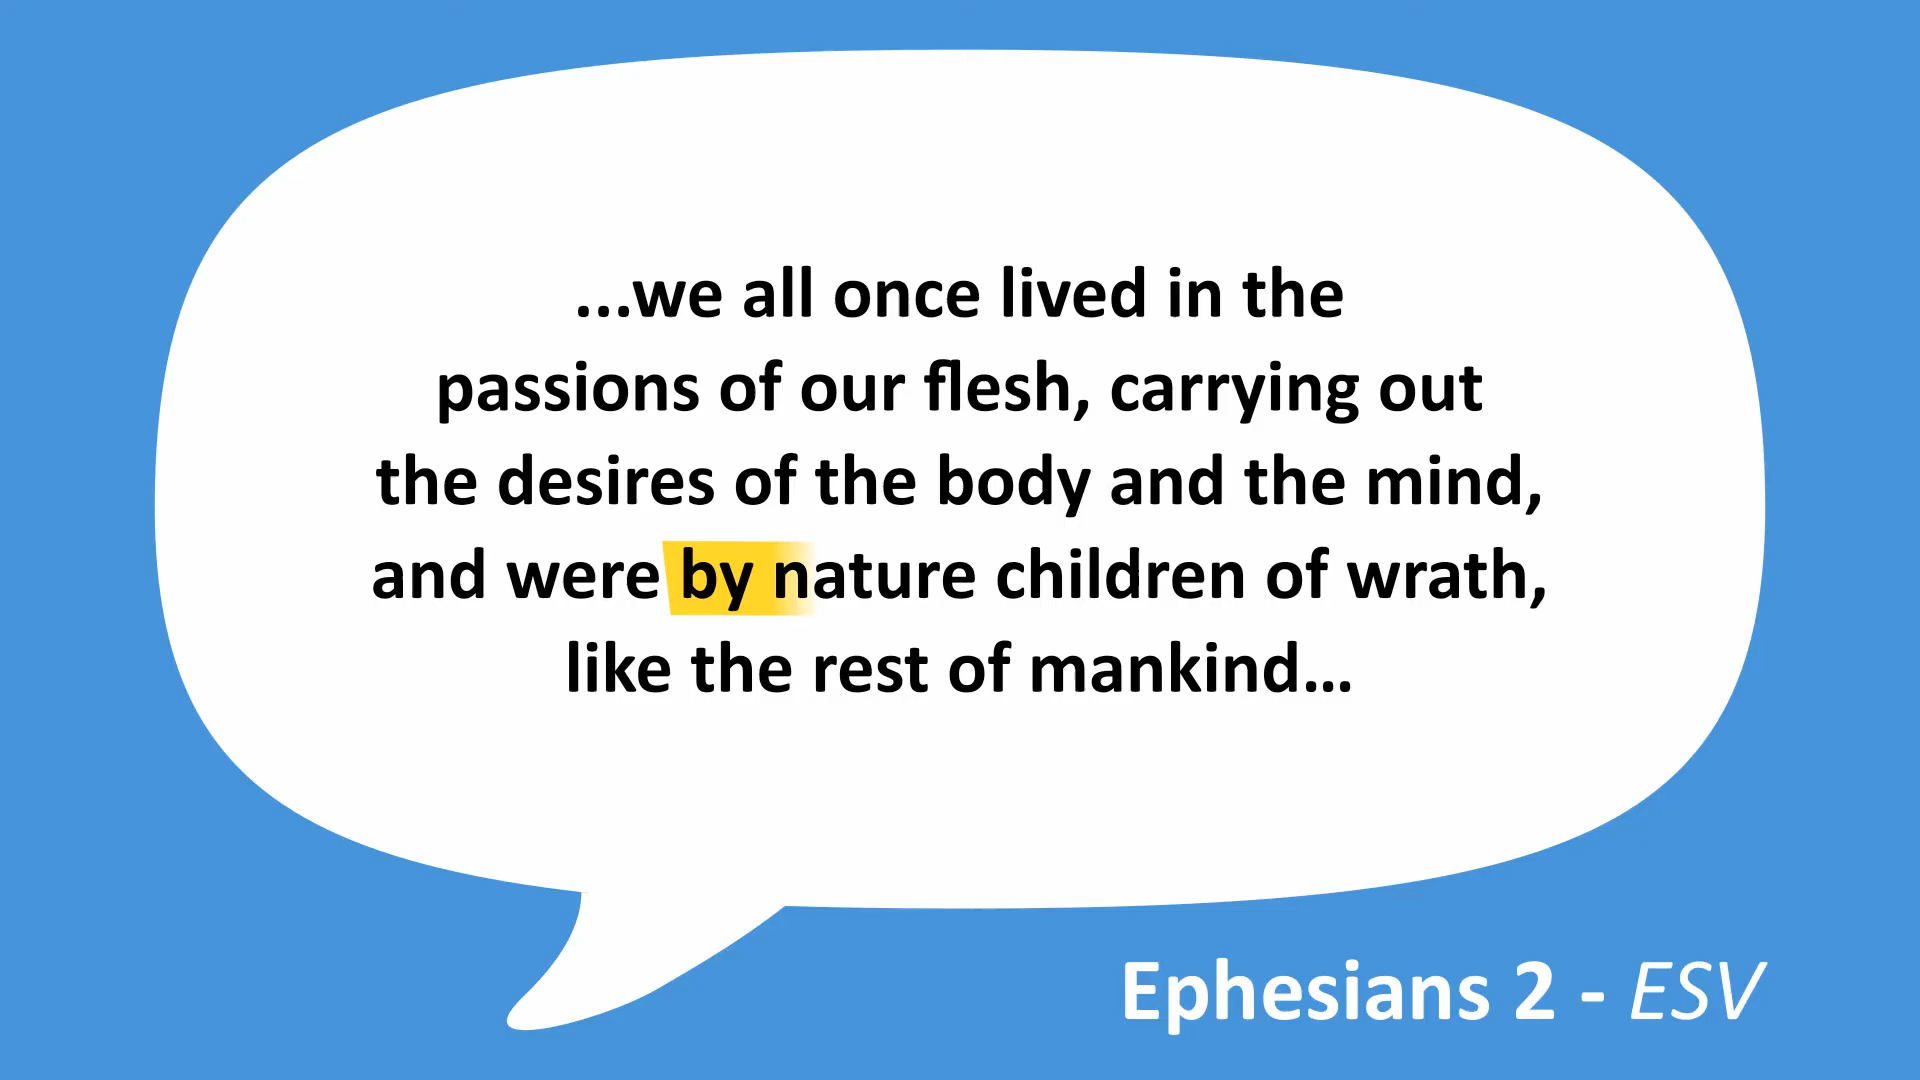 ...we all once lived in the
passions of our flesh, carrying out
the desires of the body and the mind,
and were by nature children of wrath,
like the rest of mankind...
Ephesians 2 - ESV